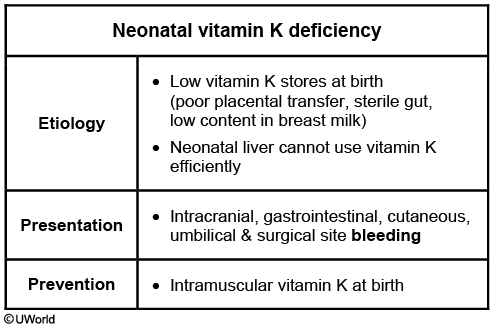 Neonatal vitamin K deficiency
Etiology
• Low vitamin K stores at birth
(poor placental transfer, sterile gut,
low content in breast milk)
• Neonatal liver cannot use vitamin K
efficiently
Presentation
• Intracranial, gastrointestinal, cutaneous,
umbilical & surgical site bleeding
Prevention
• Intramuscular vitamin K at birth
© UWorld